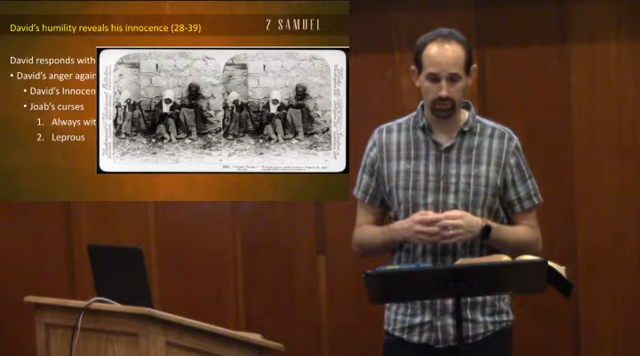 David's humility reveals his innocence (28-39)
2 SAMUEL
David responds with
• David's anger again
• David's Innocen
• Joab's curses
1. Always wit
2. Leprous